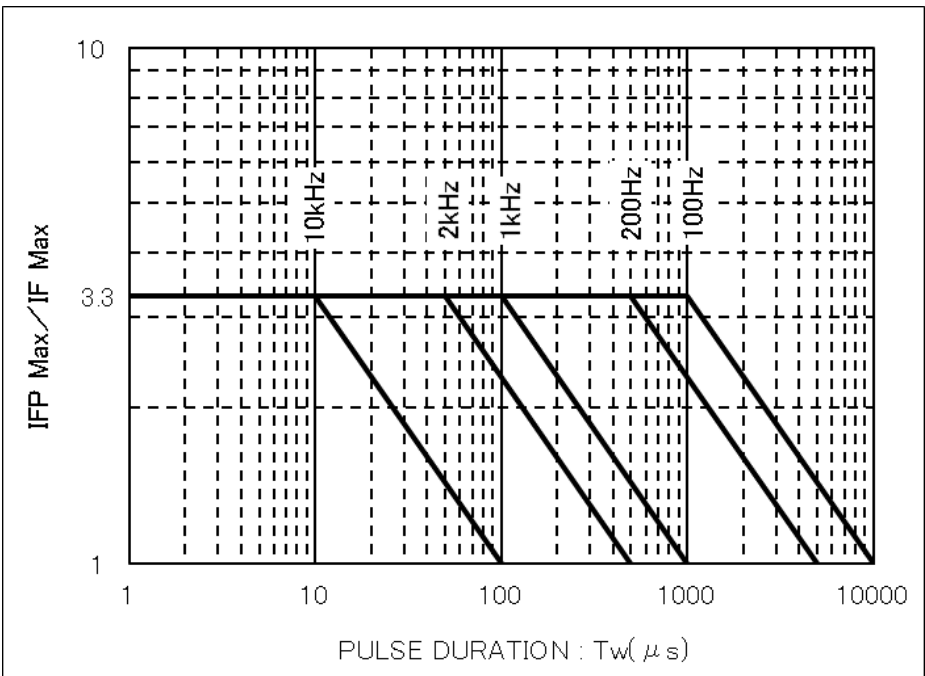 10
3.3
1
IFP Max／IF Max
10kHz
2kHz
1kHz
200Hz
100Hz
1 10 100 1000 10000
PULSE DURATION : Tw(μs)